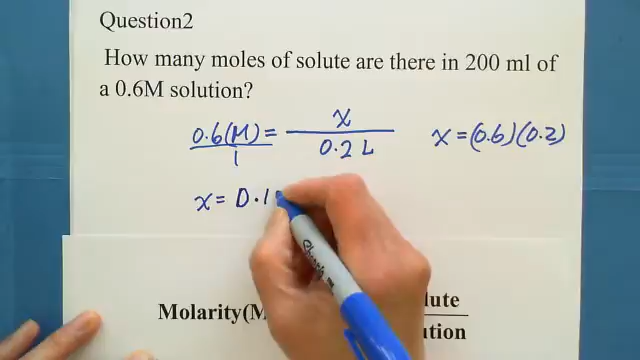 Question2
How many moles of solute are there in 200 ml of
a 0.6M solution?
0.6(M) = x
1
0.2 L
x = (0.6)(0.2)
x = 0.1
Molarity(M
lute
ution